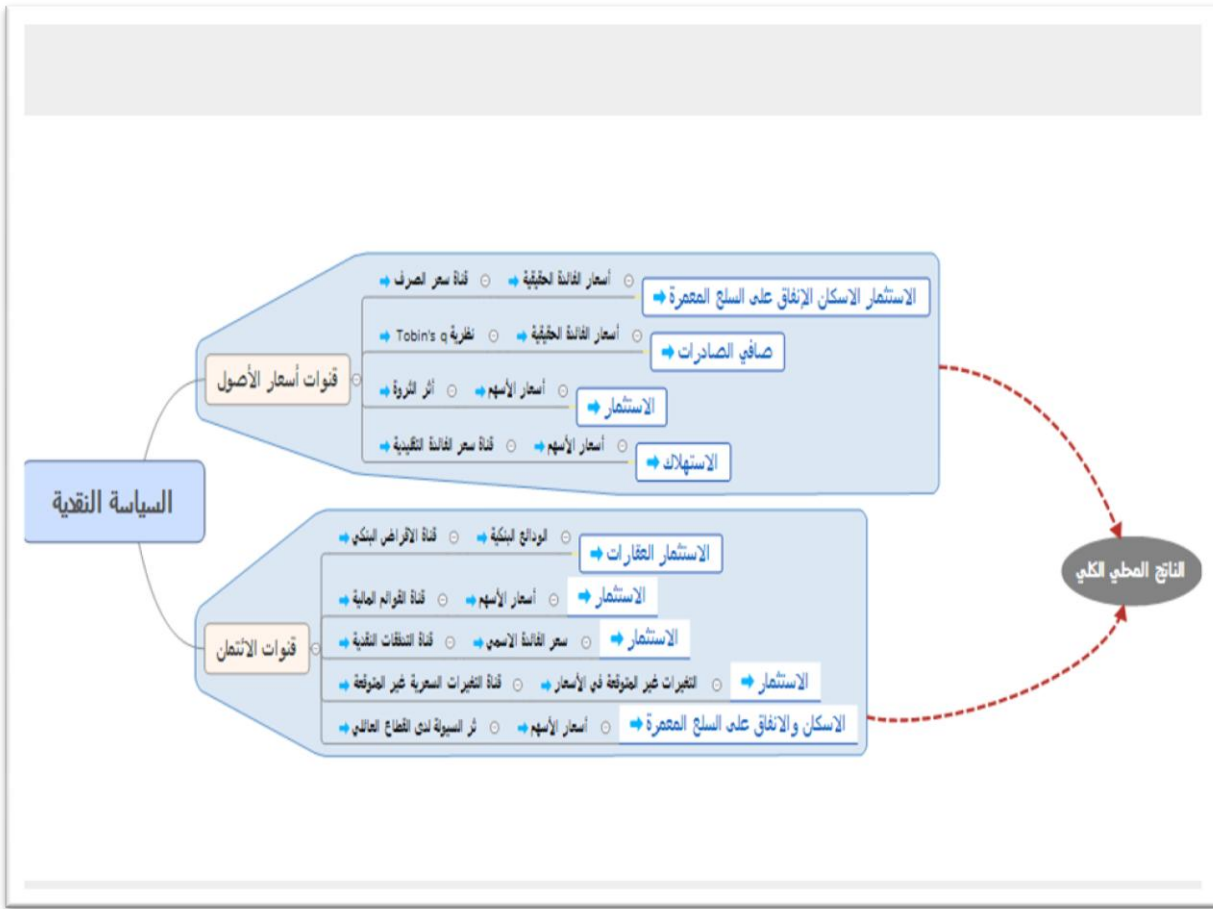 السياسة النقدية
قنوات أسعار الأصول
قناة سعر الصرف أسعار الفائدة الحقيقية الاستثمار الاسكان الإنفاق على السلع المعمرة
نظرية Tobin's q أسعار الفائدة الحقيقية صافي الصادرات
أثر الثروة أسعار الأسهم الاستثمار
قناة سعر الفائدة التقليدية أسعار الأسهم الاستهلاك
قنوات الائتمان
قناة الاقراض البنكي الودائع البنكية الاستثمار العقارات
قناة القوائم المالية أسعار الأسهم الاستثمار
قناة التدفقات النقدية سعر الفائدة الاسمي الاستثمار
قناة التغيرات السعرية غير المتوقعة التغيرات غير المتوقعة في الأسعار الاستثمار
ثر السيولة لدى القطاع العائلي أسعار الأسهم الاسكان والانفاق على السلع المعمرة
الناتج المحلي الكلي